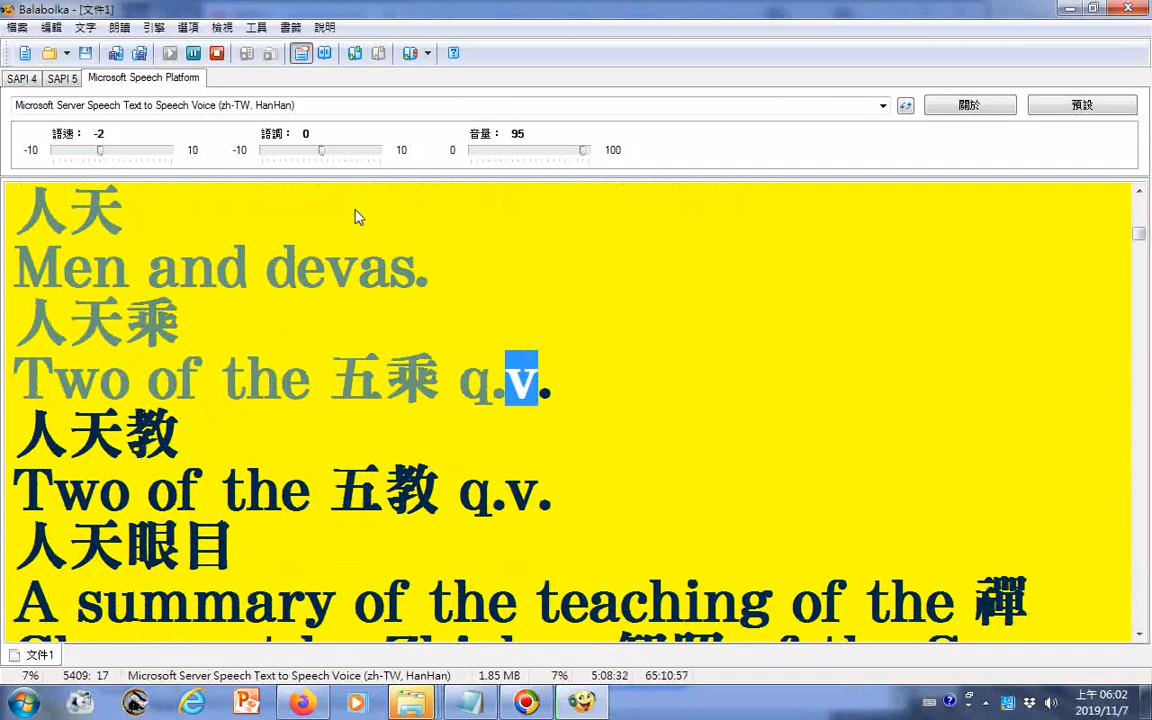 Balabolka - [文件1]
檔案 編輯 文字 朗讀 引擎 選項 檢視 工具 書籤 說明
SAPI 4 SAPI 5 Microsoft Speech Platform
Microsoft Server Speech Text to Speech Voice (zh-TW, HanHan)
關於 預設
語速： -2 語調： 0 音量： 95
-10 10 -10 10 0 100
人天
Men and devas.
人天乘
Two of the 五乘 q.v.
人天教
Two of the 五教 q.v.
人天眼目
A summary of the teaching of the 禪
文件1
7% 5409: 17 Microsoft Server Speech Text to Speech Voice (zh-TW, HanHan) 1.85 MB 7% 5:08:32 65:10.57
上午 06:02
2019/11/7